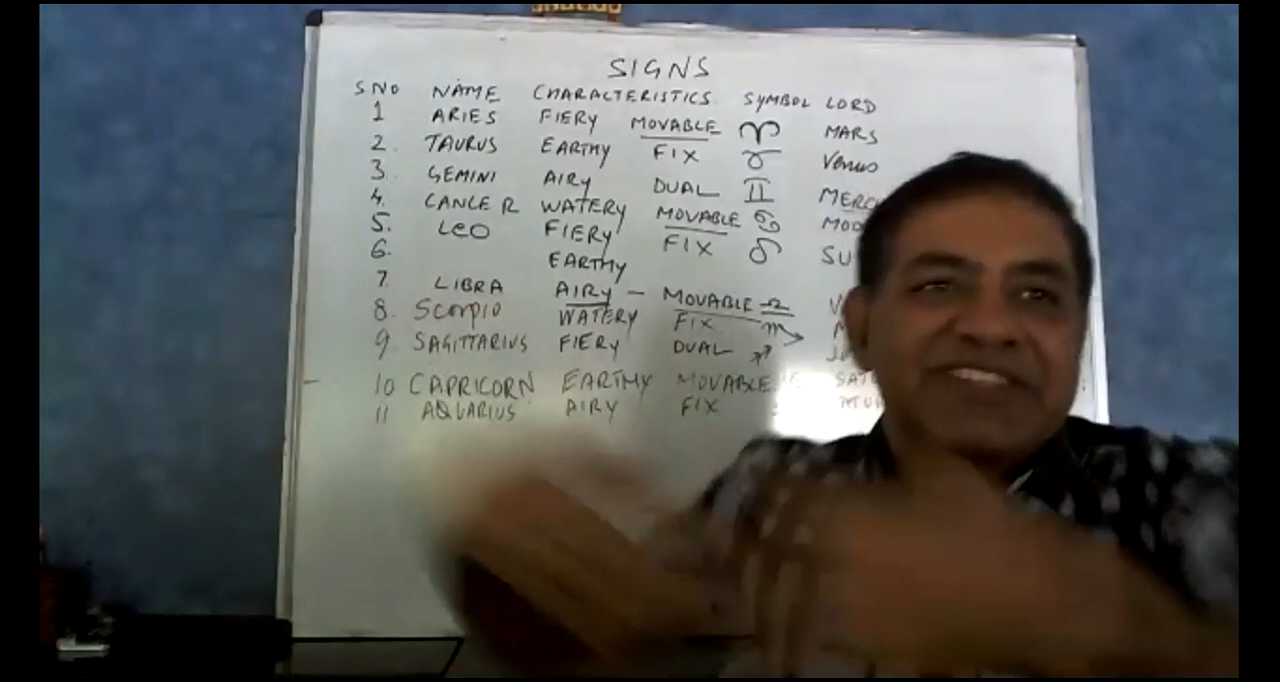 SIGNS
S NO NAME CHARACTERISTICS SYMBOL LORD
1 ARIES FIERY MOVABLE ♈ MARS
2. TAURUS EARTHY FIX ♉ Venus
3. GEMINI AIRY DUAL II
4. CANCER WATERY MOVABLE ♋
5. LEO FIERY FIX
6. EARTHY
7. LIBRA AIRY - MOVABLE ♎
8. Scorpio WATERY FIX ♏
9. SAGITTARIUS FIERY DUAL ♐
10 CAPRICORN EARTHY MOVABLE
11 AQUARIUS AIRY FIX